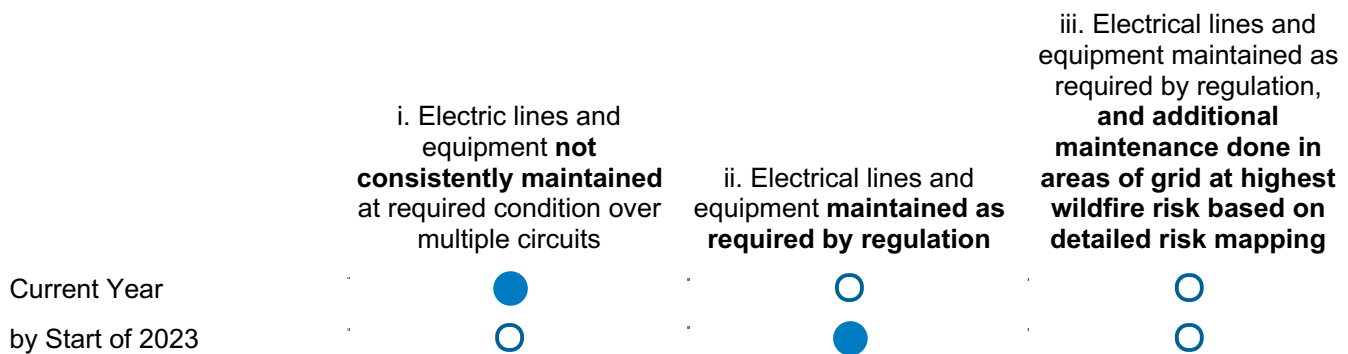 i. Electric lines and
equipment not
consistently maintained
at required condition over
multiple circuits
ii. Electrical lines and
equipment maintained as
required by regulation
iii. Electrical lines and
equipment maintained as
required by regulation,
and additional
maintenance done in
areas of grid at highest
wildfire risk based on
detailed risk mapping
Current Year
by Start of 2023